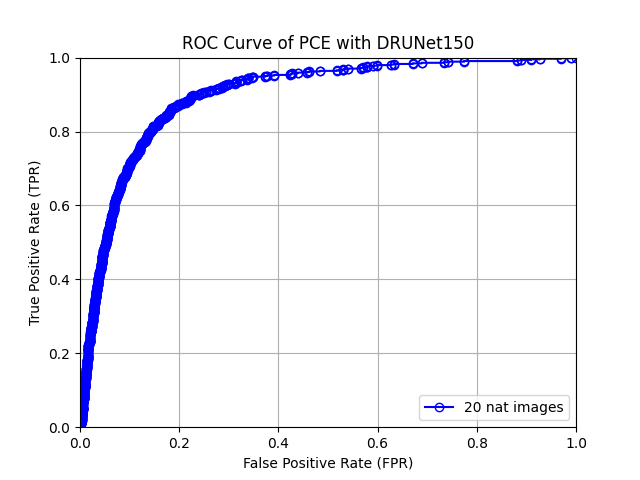 ROC Curve of PCE with DRUNet150
True Positive Rate (TPR)
1.0
0.8
0.6
0.4
0.2
0.0
20 nat images
0.0 0.2 0.4 0.6 0.8 1.0
False Positive Rate (FPR)